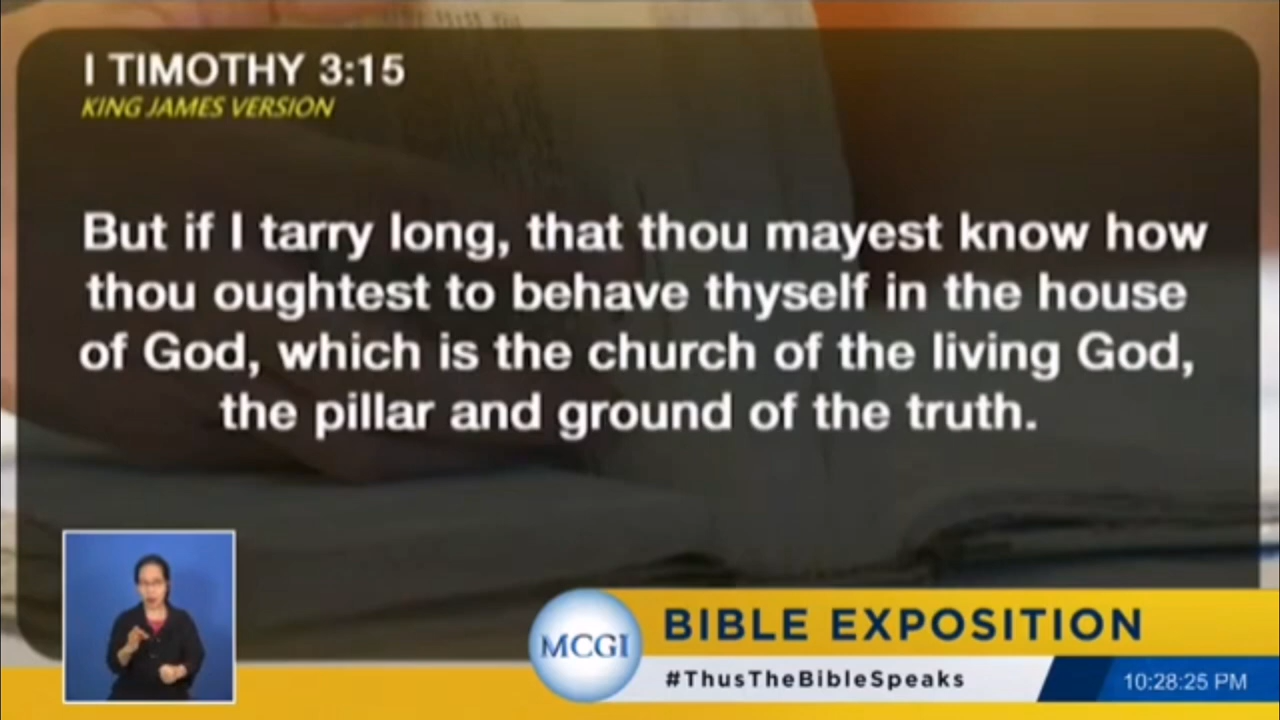 I TIMOTHY 3:15
KING JAMES VERSION
But if I tarry long, that thou mayest know how
thou oughtest to behave thyself in the house
of God, which is the church of the living God,
the pillar and ground of the truth.
MCGI
BIBLE EXPOSITION
#ThusTheBibleSpeaks
10:28:25 PM